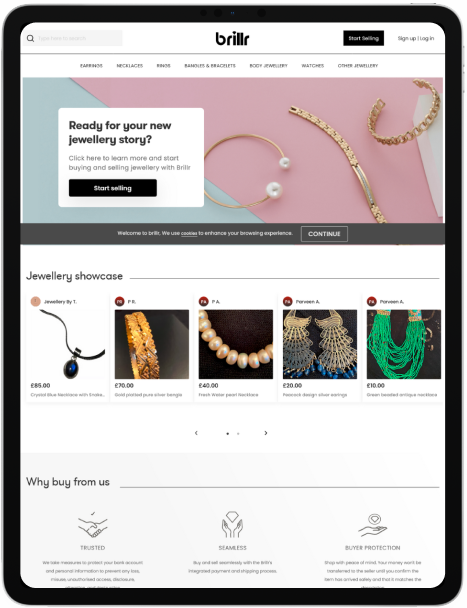 Type here to search
brillr
Start Selling
Sign up | Log in
EARRINGS NECKLACES RINGS BANGLES & BRACELETS BODY JEWELLERY WATCHES OTHER JEWELLERY
Ready for your new
jewellery story?
Click here to learn more and start
buying and selling jewellery with Brillr
Start selling
Welcome to brillr, We use cookies to enhance your browsing experience.
CONTINUE
Jewellery showcase
Jewellery By T.
PR P R.
PA P A.
PA Parveen A.
PA Parveen A.
£85.00 £70.00 £40.00 £20.00 £10.00
Crystal Blue Necklace with Snake... Gold platted pure silver bangle Fresh Water pearl Necklace Peacock design silver earings Green beaded antique necklace
Why buy from us
TRUSTED
We take measures to protect your bank account
and personal information to prevent any loss,
misuse, unauthorised access, disclosure,
SEAMLESS
Buy and sell seamlessly with the Brillr's
integrated payment and shipping process.
BUYER PROTECTION
Shop with peace of mind. Your money won't be
transferred to the seller until you confirm the
item has arrived safely and that it matches the